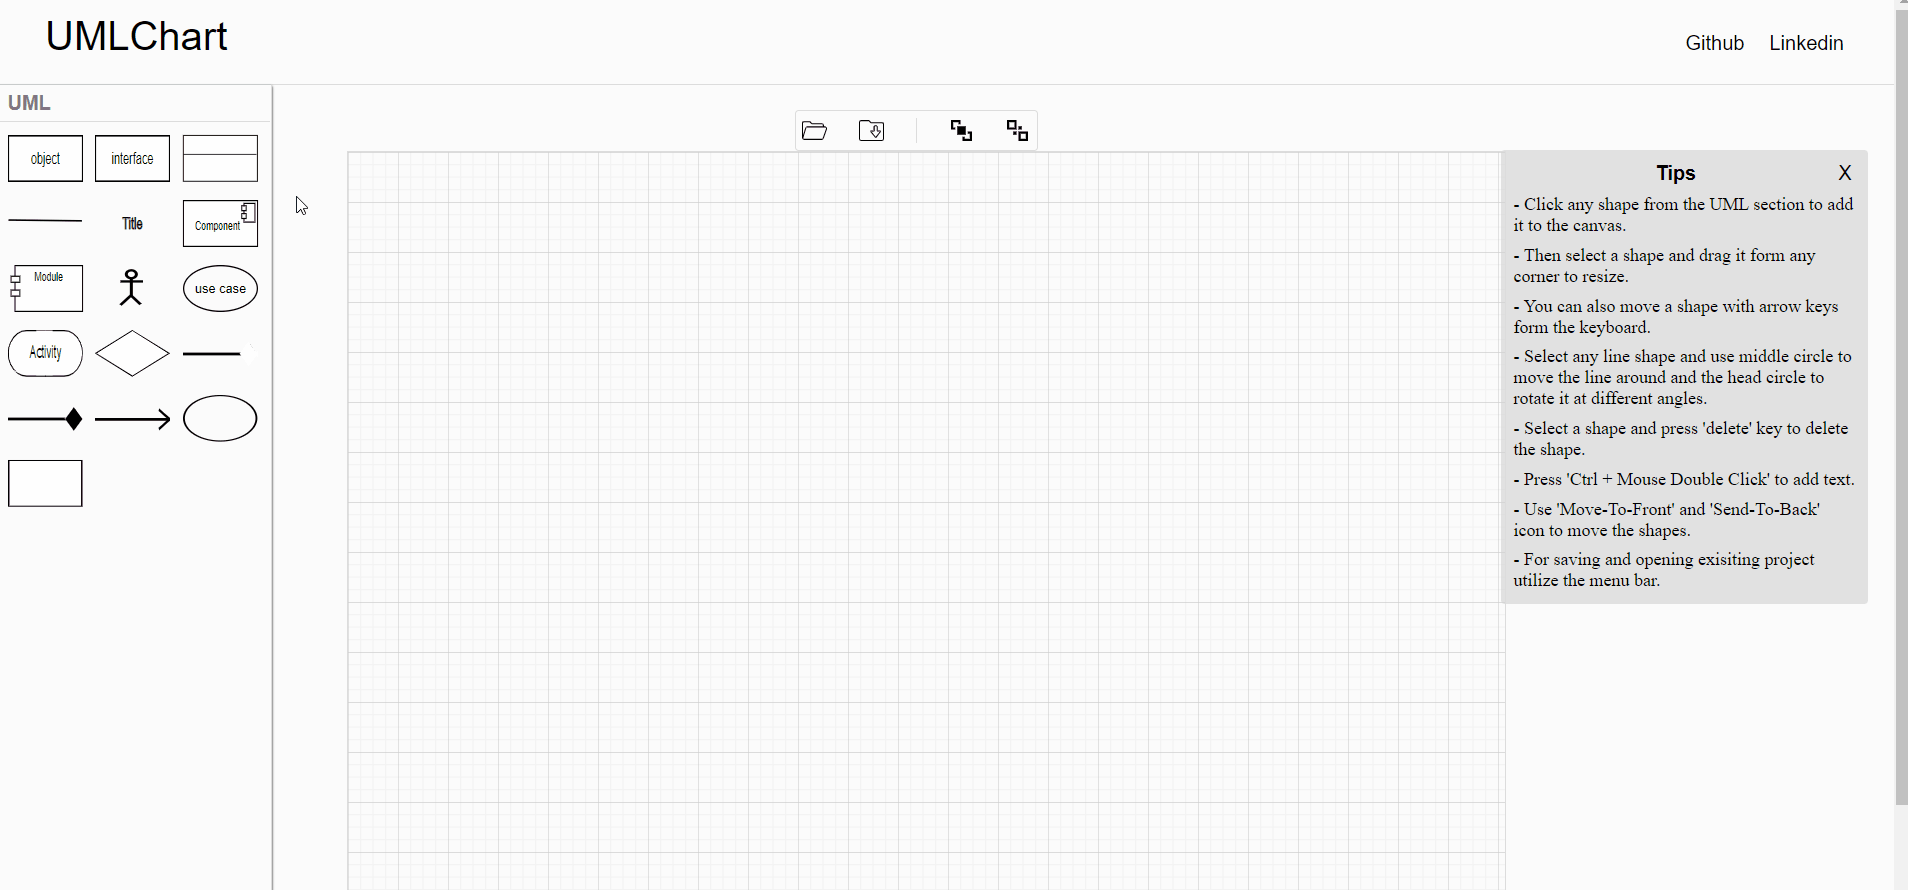 UMLChart
Github Linkedin
UML
object interface
Title Component
Module use case
Activity
Tips X
- Click any shape from the UML section to add
it to the canvas.
- Then select a shape and drag it form any
corner to resize.
- You can also move a shape with arrow keys
form the keyboard.
- Select any line shape and use middle circle to
move the line around and the head circle to
rotate it at different angles.
- Select a shape and press 'delete' key to delete
the shape.
- Press 'Ctrl + Mouse Double Click' to add text.
- Use 'Move-To-Front' and 'Send-To-Back'
icon to move the shapes.
- For saving and opening exisiting project
utilize the menu bar.